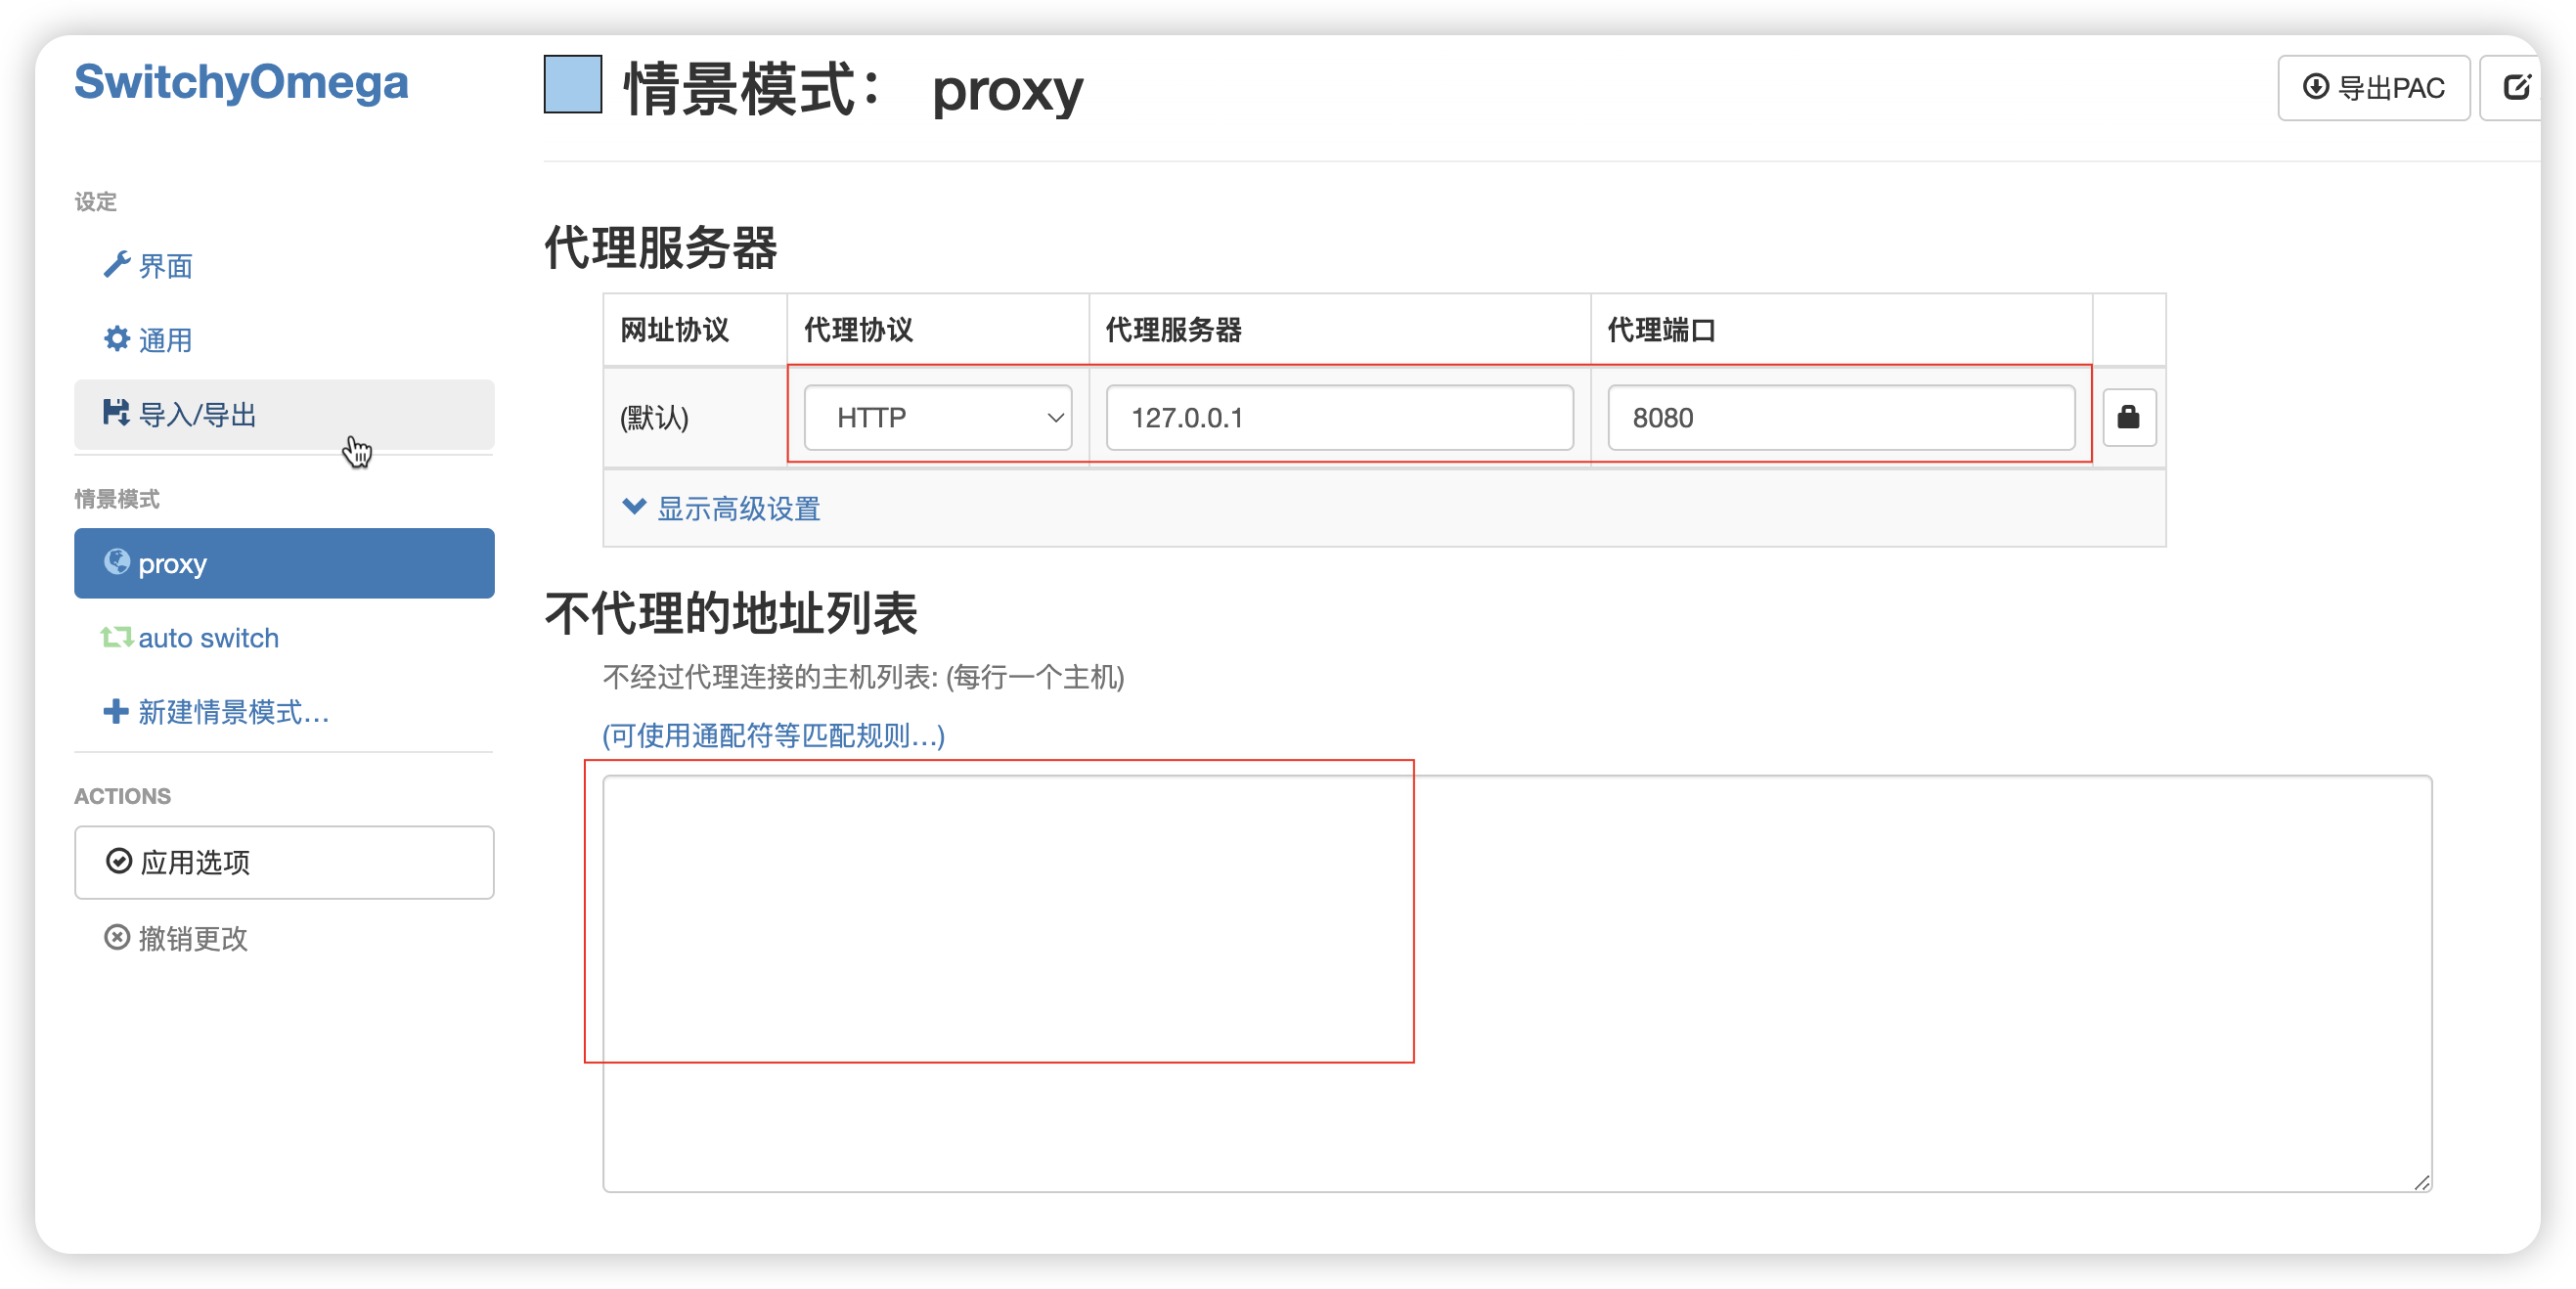 SwitchyOmega
设定
界面
通用
导入/导出
情景模式
proxy
auto switch
新建情景模式…
ACTIONS
应用选项
撤销更改
情景模式： proxy
导出PAC
代理服务器
网址协议 代理协议 代理服务器 代理端口
(默认) HTTP 127.0.0.1 8080
显示高级设置
不代理的地址列表
不经过代理连接的主机列表: (每行一个主机)
(可使用通配符等匹配规则…)